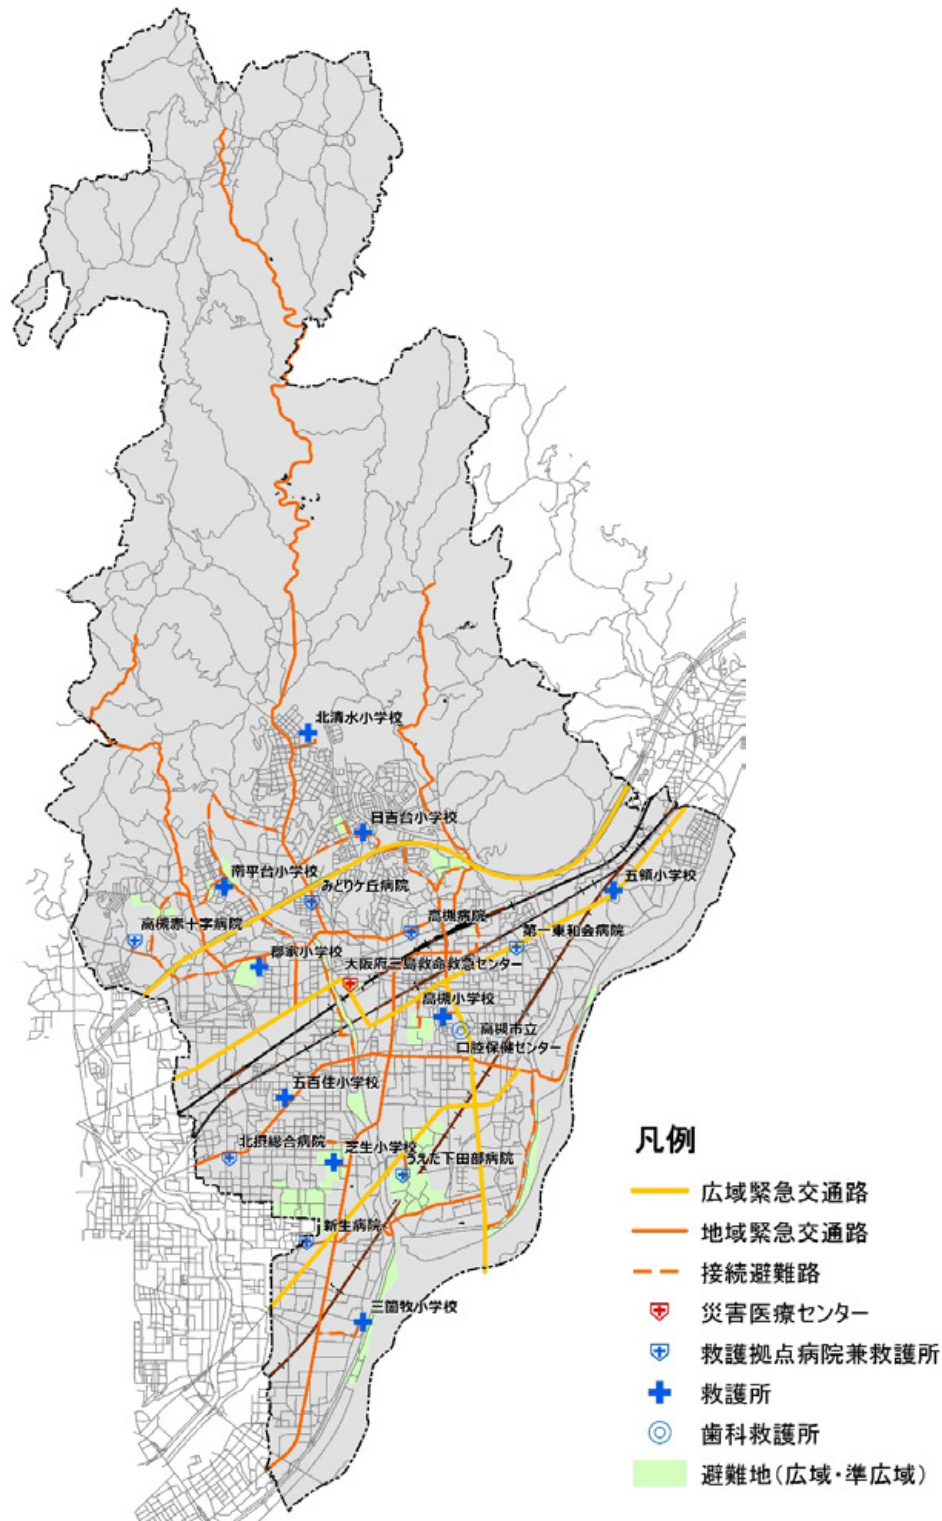 北清水小学校
日吉台小学校
南平台小学校
みどりケ丘病院
五領小学校
高槻赤十字病院
高槻病院
第一東和会病院
郡家小学校
大阪府三島救命救急センター
高槻小学校
高槻市立
口腔保健センター
五百住小学校
北摂総合病院
芝生小学校
うえだ下田部病院
新生病院
三箇牧小学校
凡例
広域緊急交通路
地域緊急交通路
接続避難路
災害医療センター
救護拠点病院兼救護所
救護所
歯科救護所
避難地(広域・準広域)